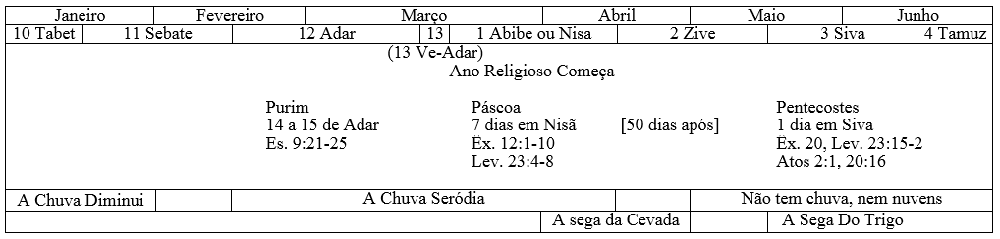 Janeiro Fevereiro Março Abril Maio Junho
10 Tabet 11 Sebate 12 Adar 13 1 Abibe ou Nisa 2 Zive 3 Siva 4 Tamuz
(13 Ve-Adar)
Ano Religioso Começa
Purim Páscoa Pentecostes
14 a 15 de Adar 7 dias em Nisã [50 dias após] 1 dia em Siva
Es. 9:21-25 Ëx. 12:1-10 Ëx. 20, Lev. 23:15-2
Lev. 23:4-8 Atos 2:1, 20:16
A Chuva Diminui A Chuva Seródia Não tem chuva, nem nuvens
A sega da Cevada A Sega Do Trigo